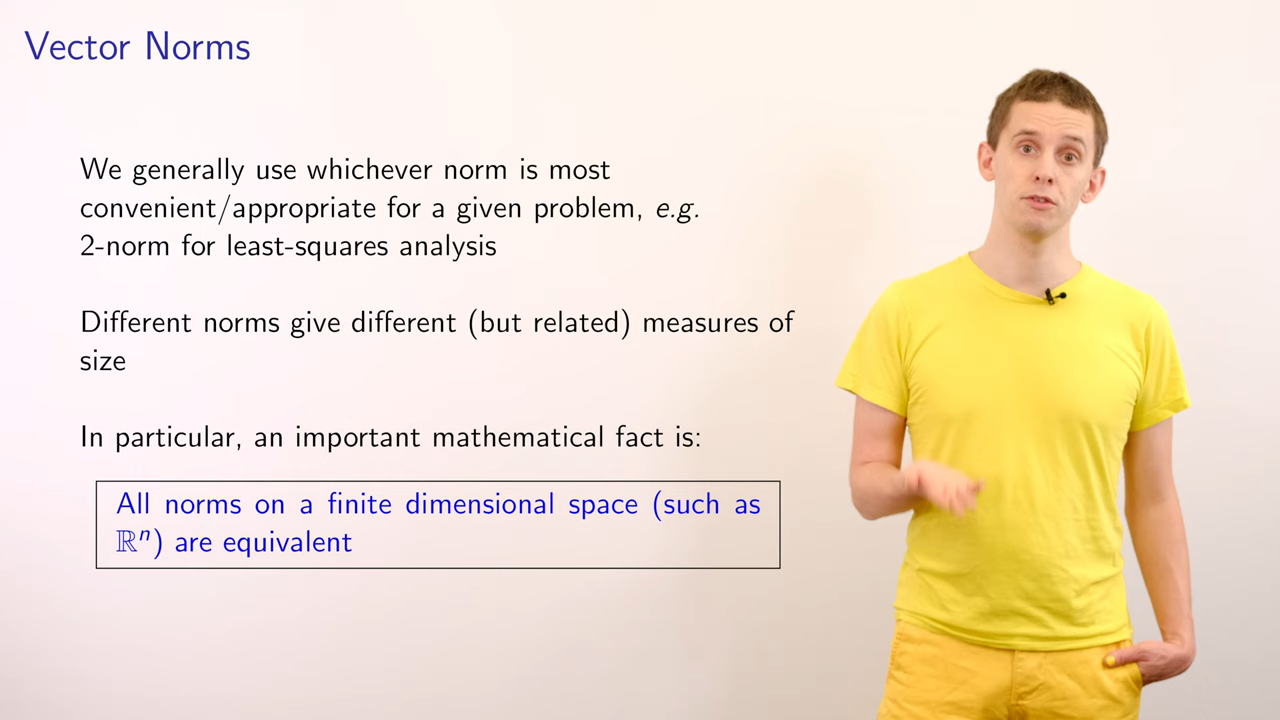 Vector Norms
We generally use whichever norm is most
convenient/appropriate for a given problem, e.g.
2-norm for least-squares analysis
Different norms give different (but related) measures of
size
In particular, an important mathematical fact is:
All norms on a finite dimensional space (such as
ℝⁿ) are equivalent